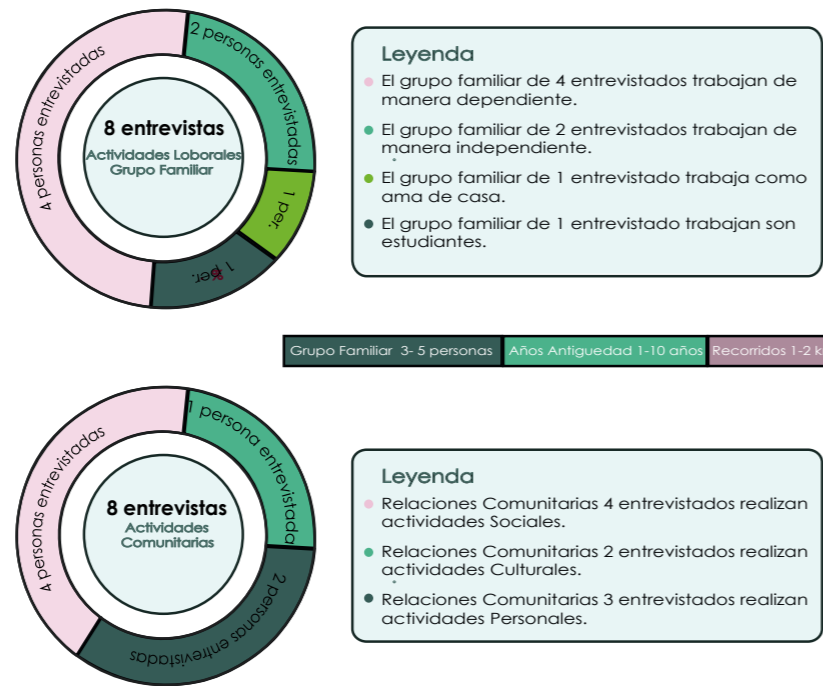 4 personas entrevistadas
2 personas entrevistadas
1 per.
1 per.
8 entrevistas
Actividades Loborales
Grupo Familiar
Leyenda
El grupo familiar de 4 entrevistados trabajan de
manera dependiente.
El grupo familiar de 2 entrevistados trabajan de
manera independiente.
El grupo familiar de 1 entrevistado trabaja como
ama de casa.
El grupo familiar de 1 entrevistado trabajan son
estudiantes.
Grupo Familiar 3- 5 personas
Años Antiguedad 1-10 años
Recorridos 1-2 k
4 personas entrevistadas
1 persona entrevistada
2 personas entrevistadas
8 entrevistas
Actividades
Comunitarias
Leyenda
Relaciones Comunitarias 4 entrevistados realizan
actividades Sociales.
Relaciones Comunitarias 2 entrevistados realizan
actividades Culturales.
Relaciones Comunitarias 3 entrevistados realizan
actividades Personales.